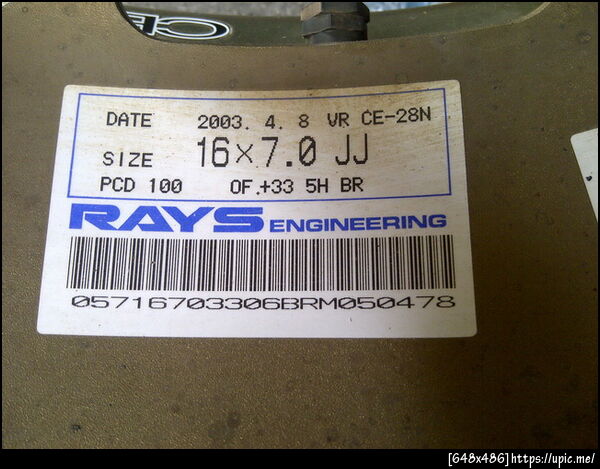 CE
DATE 2003. 4. 8 VR CE-28N
SIZE 16×7.0 JJ
PCD 100 OF.+33 5H BR
RAYS ENGINEERING
05716703306BRM050478
[648x486]https://upic.me/